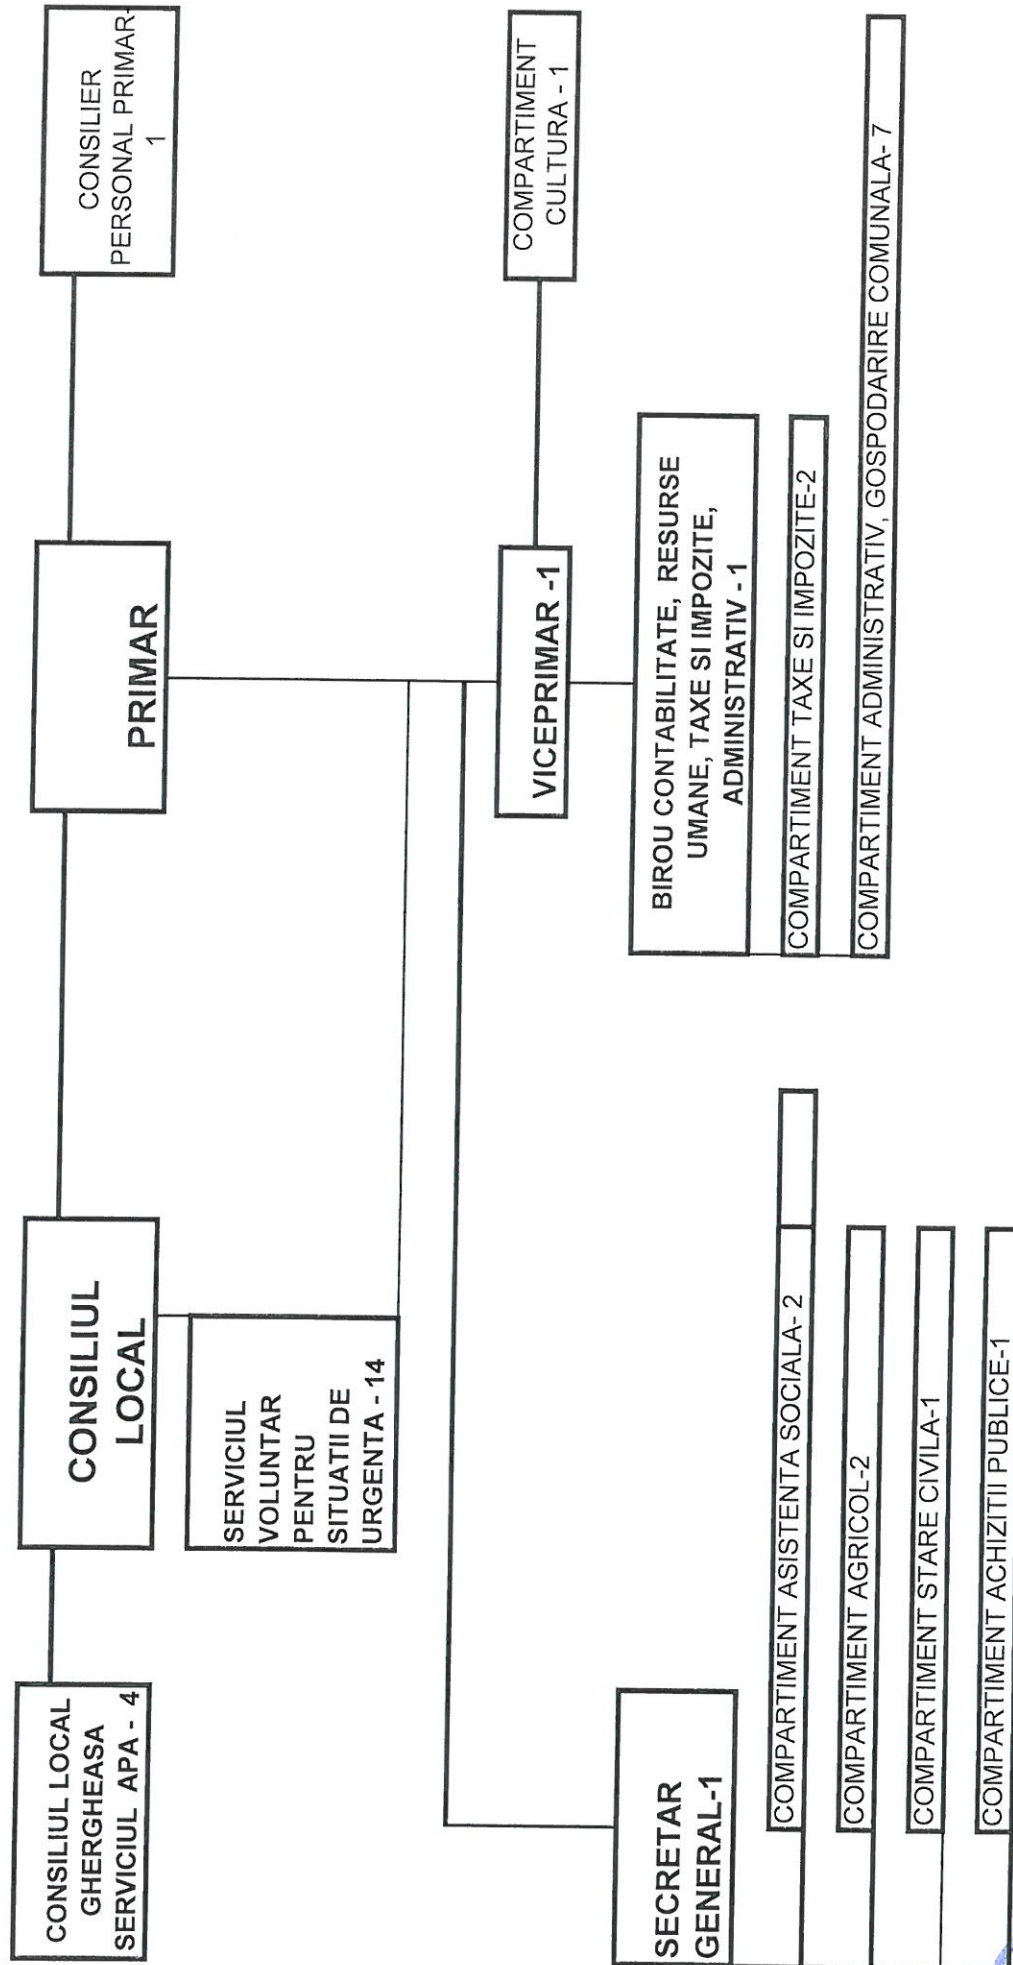 CONSILIUL LOCAL
GHERGHEASA
SERVICIUL APA - 4
CONSILIUL
LOCAL
PRIMAR
CONSILIER
PERSONAL PRIMAR-
1
SERVICIUL
VOLUNTAR
PENTRU
SITUATII DE
URGENTA - 14
VICEPRIMAR -1
COMPARTIMENT
CULTURA - 1
SECRETAR
GENERAL-1
BIROU CONTABILITATE, RESURSE
UMANE, TAXE SI IMPOZITE,
ADMINISTRATIV - 1
COMPARTIMENT ASISTENTA SOCIALA- 2
COMPARTIMENT AGRICOL-2
COMPARTIMENT STARE CIVILA-1
COMPARTIMENT ACHIZITII PUBLICE-1
COMPARTIMENT TAXE SI IMPOZITE-2
COMPARTIMENT ADMINISTRATIV, GOSPODARIRE COMUNALA- 7